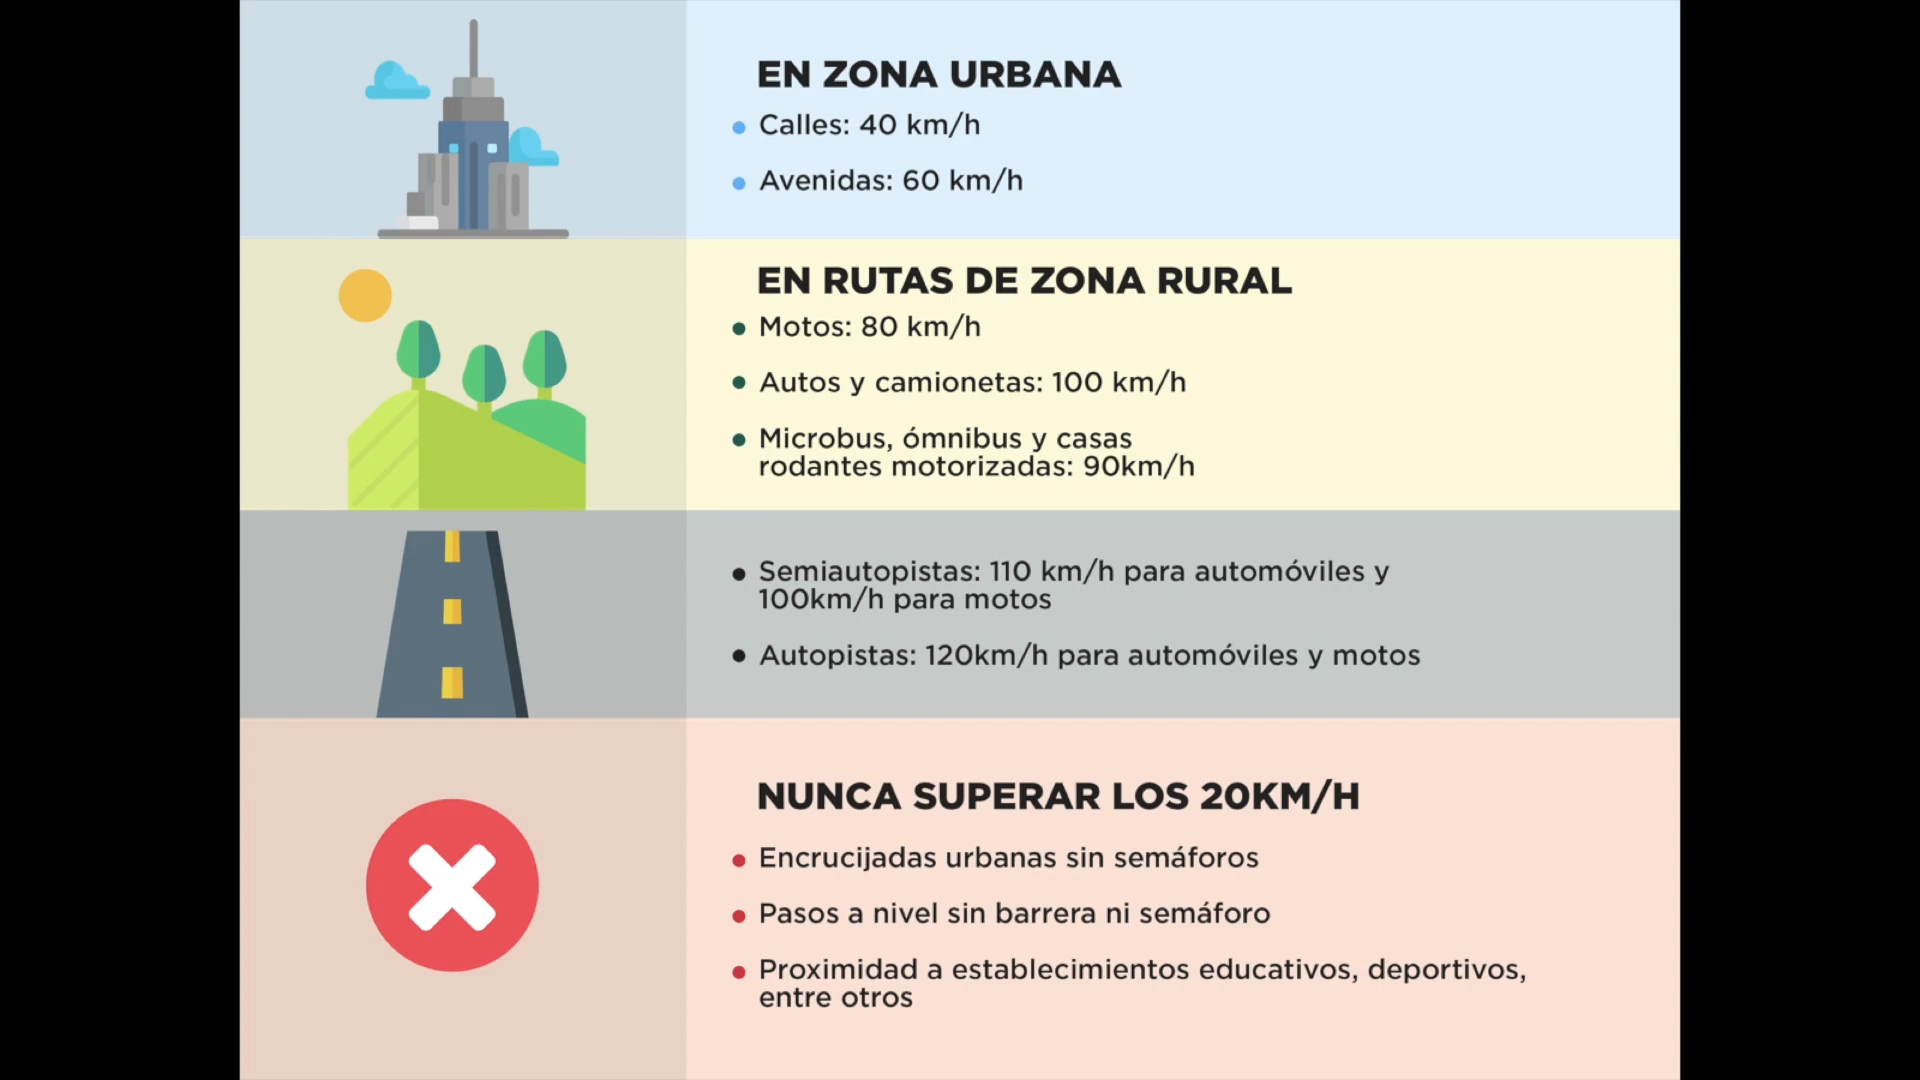 EN ZONA URBANA
Calles: 40 km/h
Avenidas: 60 km/h
EN RUTAS DE ZONA RURAL
Motos: 80 km/h
Autos y camionetas: 100 km/h
Microbus, ómnibus y casas
rodantes motorizadas: 90km/h
Semiautopistas: 110 km/h para automóviles y
100km/h para motos
Autopistas: 120km/h para automóviles y motos
NUNCA SUPERAR LOS 20KM/H
Encrucijadas urbanas sin semáforos
Pasos a nivel sin barrera ni semáforo
Proximidad a establecimientos educativos, deportivos,
entre otros